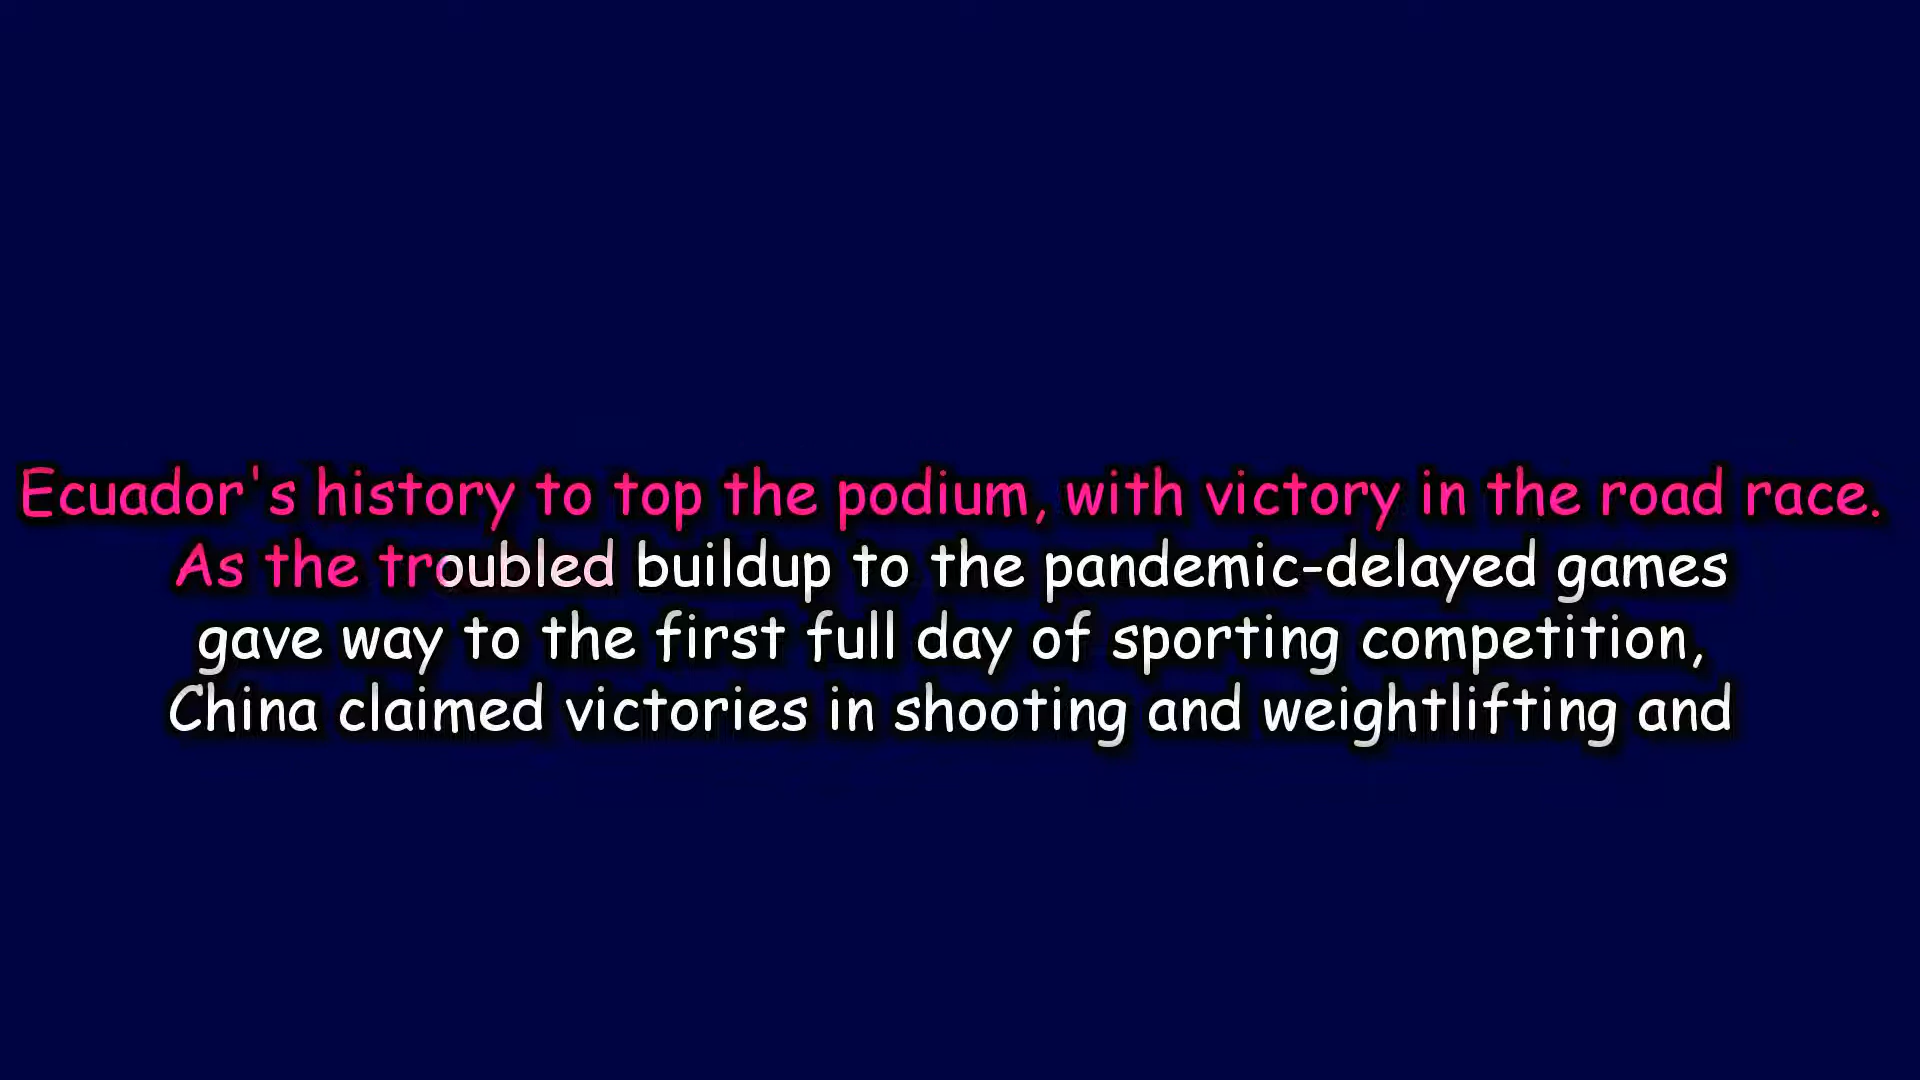 Ecuador's history to top the podium, with victory in the road race.
As the troubled buildup to the pandemic-delayed games
gave way to the first full day of sporting competition,
China claimed victories in shooting and weightlifting and